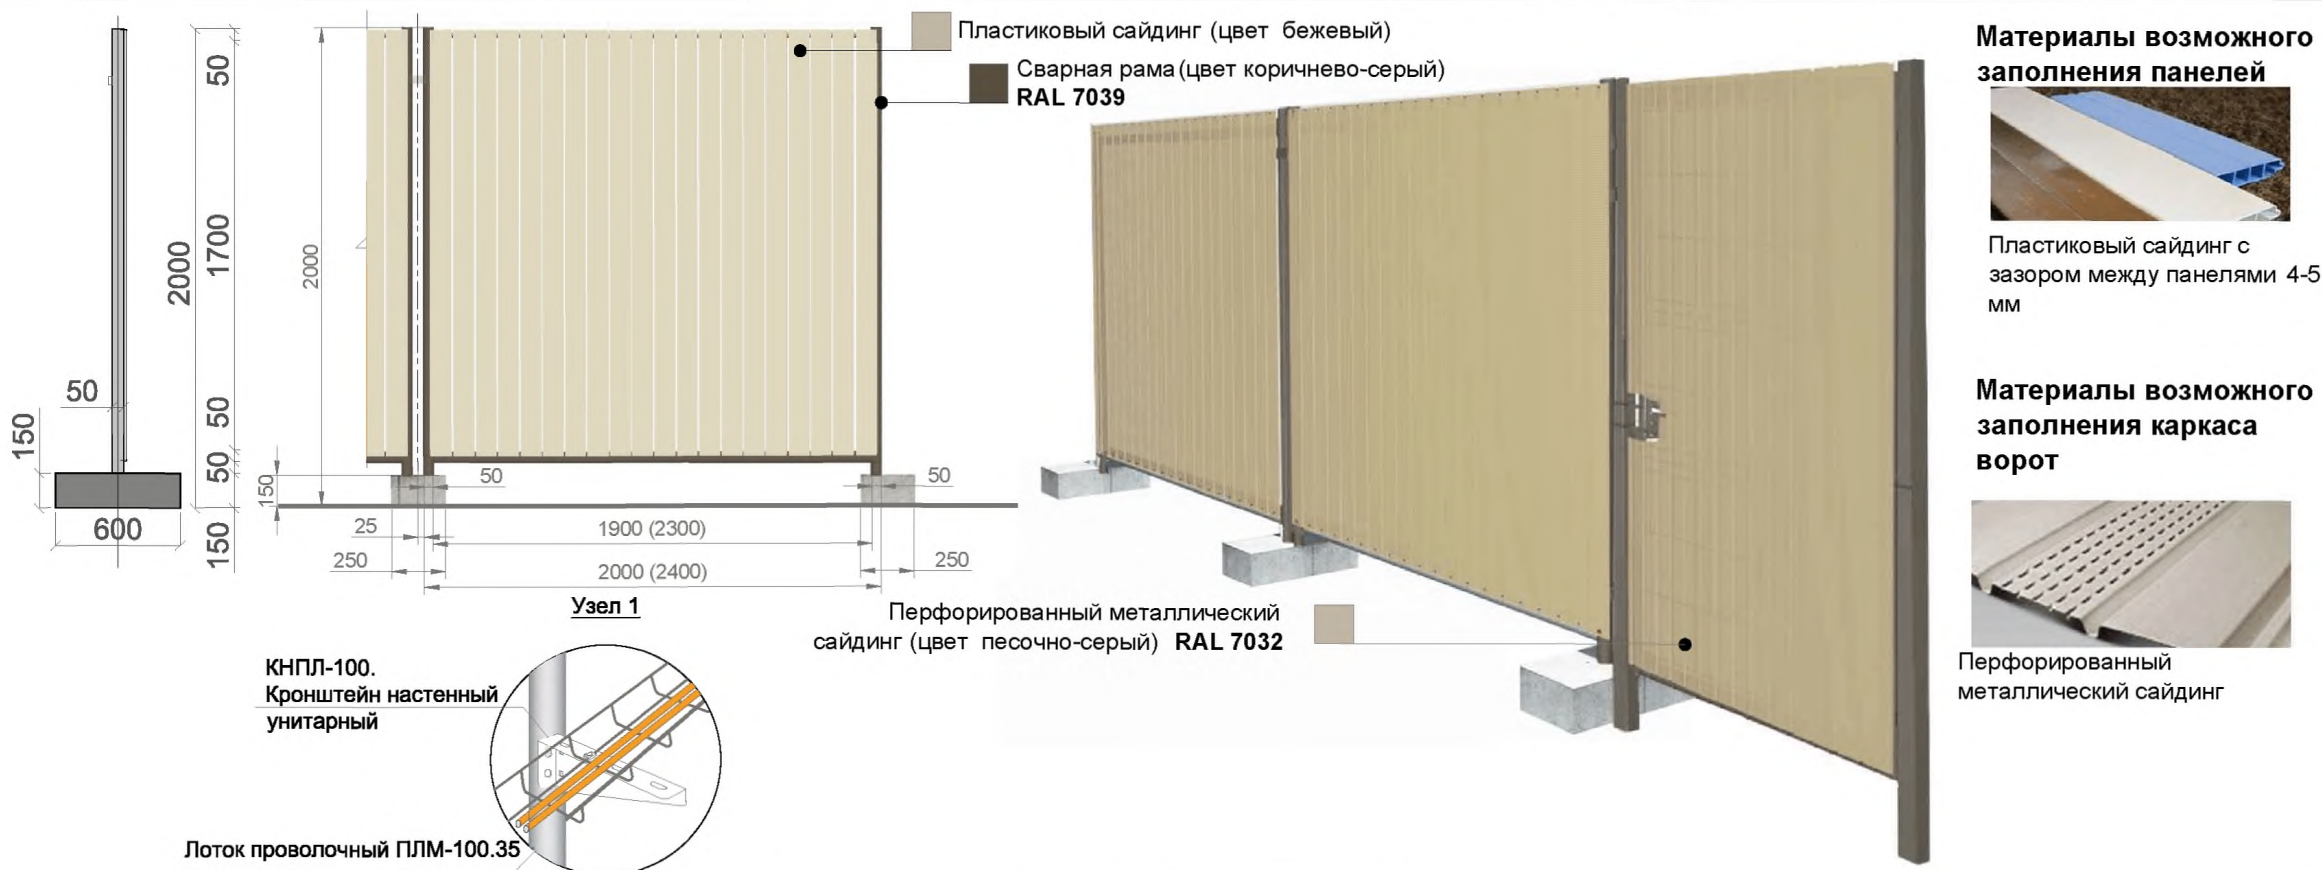 Пластиковый сайдинг (цвет бежевый)
Сварная рама (цвет коричнево-серый)
RAL 7039
Материалы возможного
заполнения панелей
Пластиковый сайдинг с
зазором между панелями 4-5
мм
Материалы возможного
заполнения каркаса
ворот
Перфорированный
металлический сайдинг
50
2000
1700
50
50
150
50
150
600
2000
150
50
50
25
1900 (2300)
250
2000 (2400)
250
Узел 1
Перфорированный металлический
сайдинг (цвет песочно-серый) RAL 7032
КНПЛ-100.
Кронштейн настенный
унитарный
Лоток проволочный ПЛМ-100.35